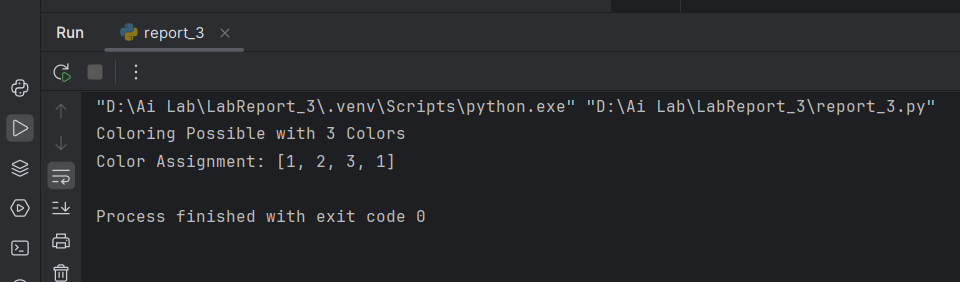 Run
report_3
"D:\Ai Lab\LabReport_3\.venv\Scripts\python.exe" "D:\Ai Lab\LabReport_3\report_3.py"
Coloring Possible with 3 Colors
Color Assignment: [1, 2, 3, 1]
Process finished with exit code 0